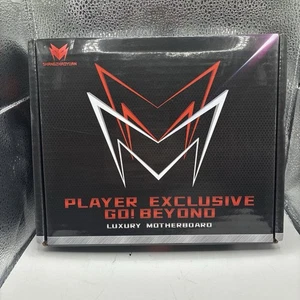 PLAYER EXCLUSIVE
GO! BEYOND
LUXURY MOTHERBOARD